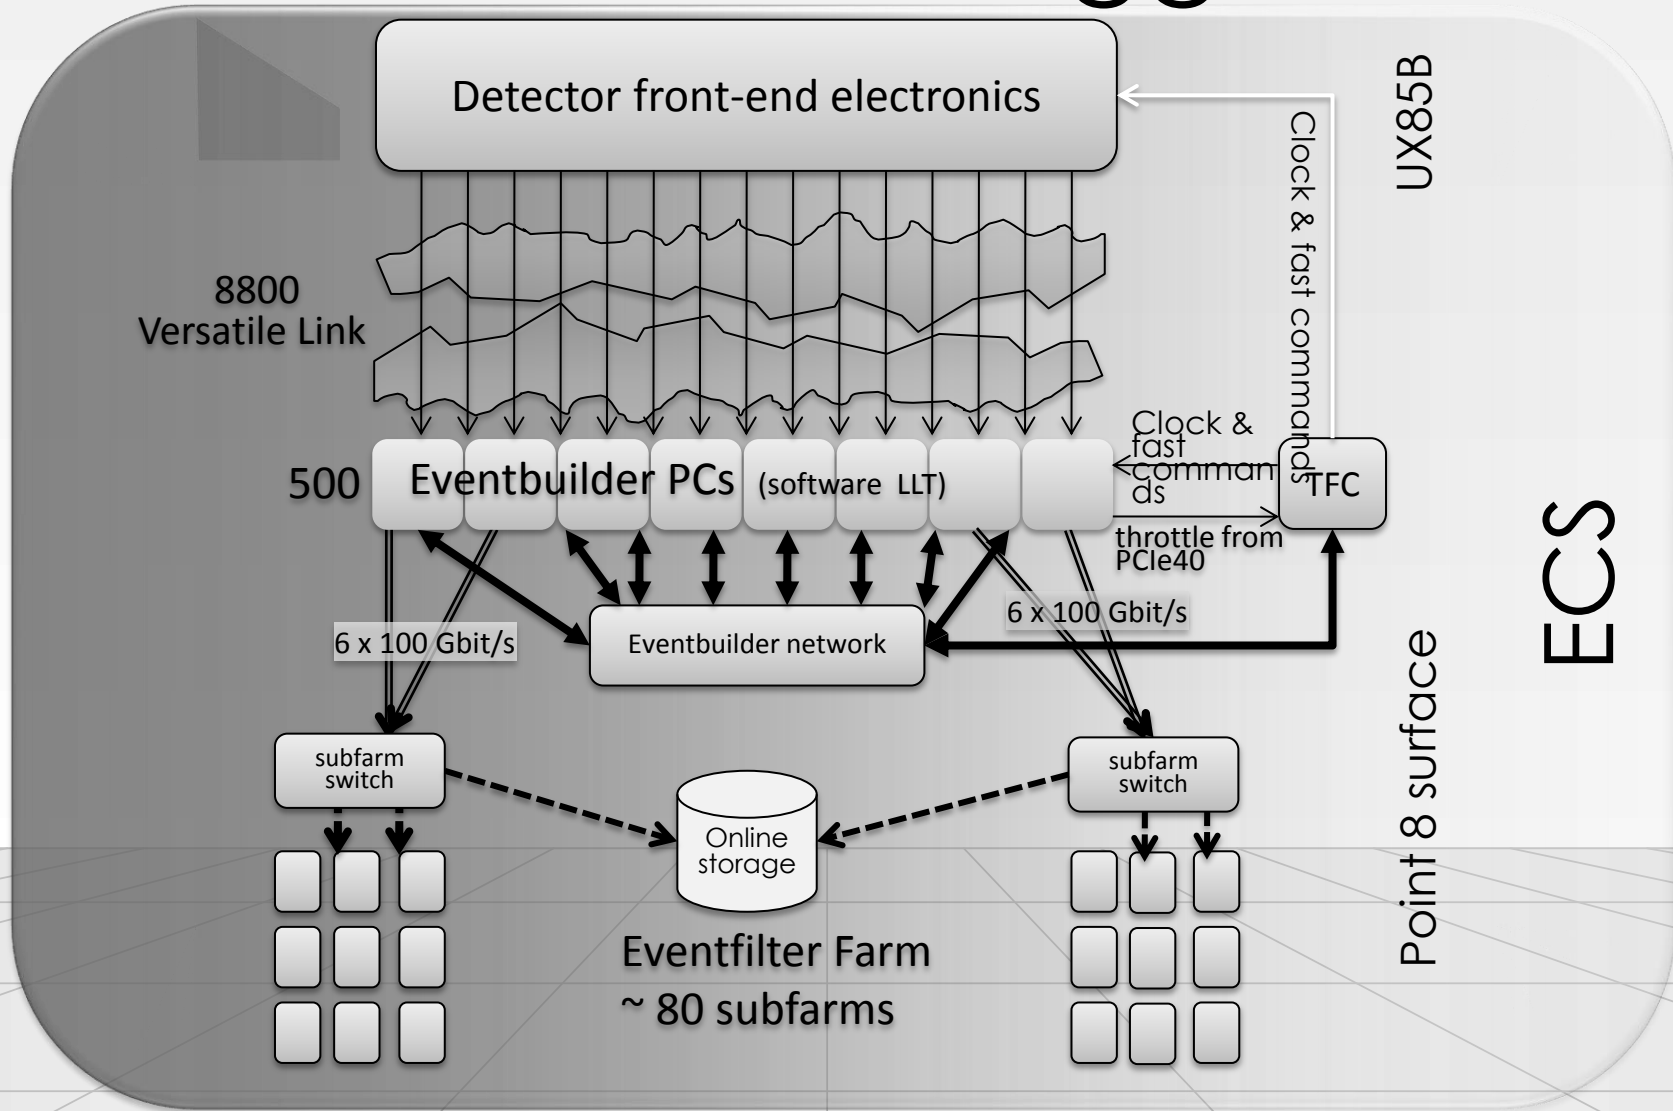 Detector front-end electronics
UX85B
Clock & fast commands
8800
Versatile Link
Clock &
fast
comman
ds
500
Eventbuilder PCs (software LLT)
TFC
throttle from
PCIe40
ECS
6 x 100 Gbit/s
6 x 100 Gbit/s
Eventbuilder network
Point 8 surface
subfarm
switch
subfarm
switch
Online
storage
Eventfilter Farm
~ 80 subfarms